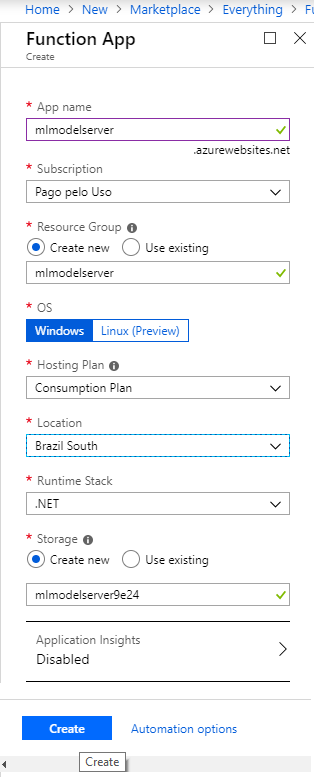 Home > New > Marketplace > Everything >
Function App
Create
* App name
mlmodelserver
.azurewebsites.net
* Subscription
Pago pelo Uso
* Resource Group
Create new Use existing
mlmodelserver
* OS
Windows Linux (Preview)
* Hosting Plan
Consumption Plan
* Location
Brazil South
* Runtime Stack
.NET
* Storage
Create new Use existing
mlmodelserver9e24
Application Insights
Disabled
Create Automation options
Create